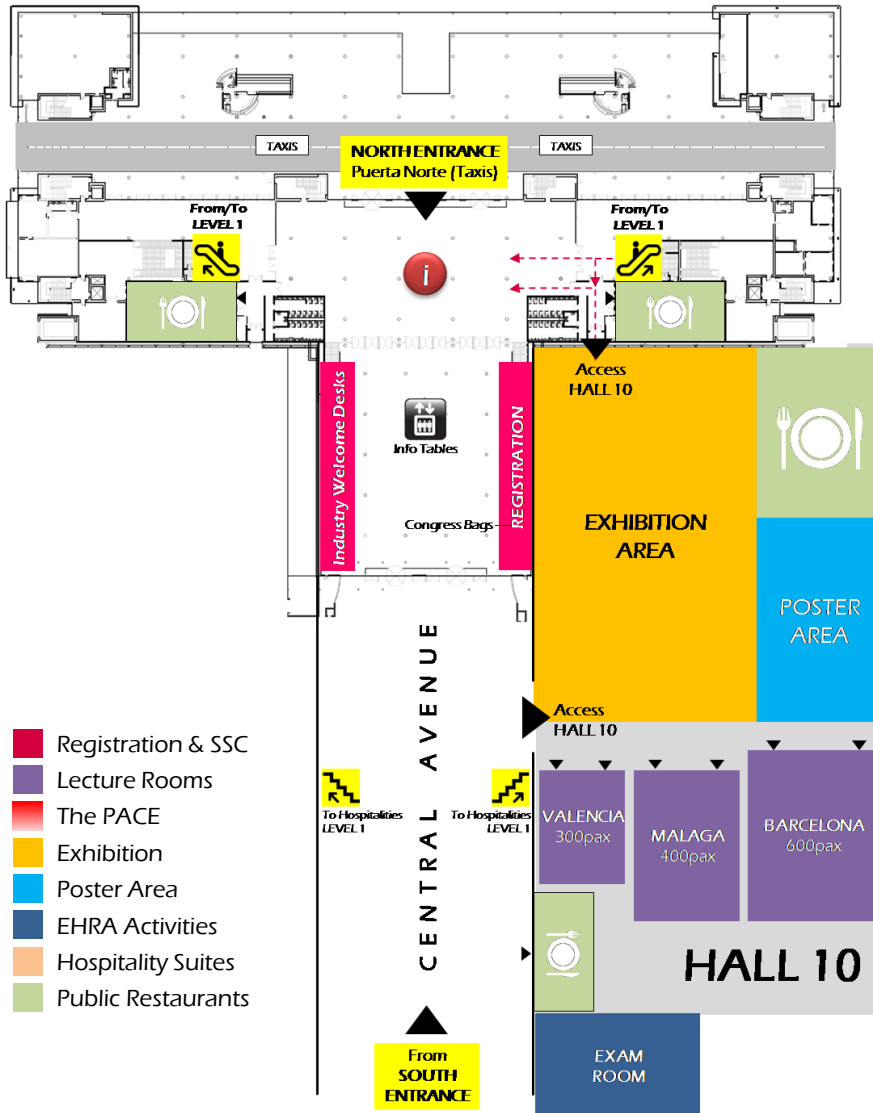 TAXIS
NORTH ENTRANCE
Puerta Norte (Taxis)
TAXIS
From/To
LEVEL 1
From/To
LEVEL 1
i
Access
HALL 10
Industry Welcome Desks
Info Tables
REGISTRATION
Congress Bags
EXHIBITION
AREA
POSTER
AREA
CENTRAL AVENUE
Access
HALL 10
Registration & SSC
Lecture Rooms
The PACE
Exhibition
Poster Area
EHRA Activities
Hospitality Suites
Public Restaurants
To Hospitalities
LEVEL 1
To Hospitalities
LEVEL 1
VALENCIA
300pax
MALAGA
400pax
BARCELONA
600pax
HALL 10
From
SOUTH
ENTRANCE
EXAM
ROOM